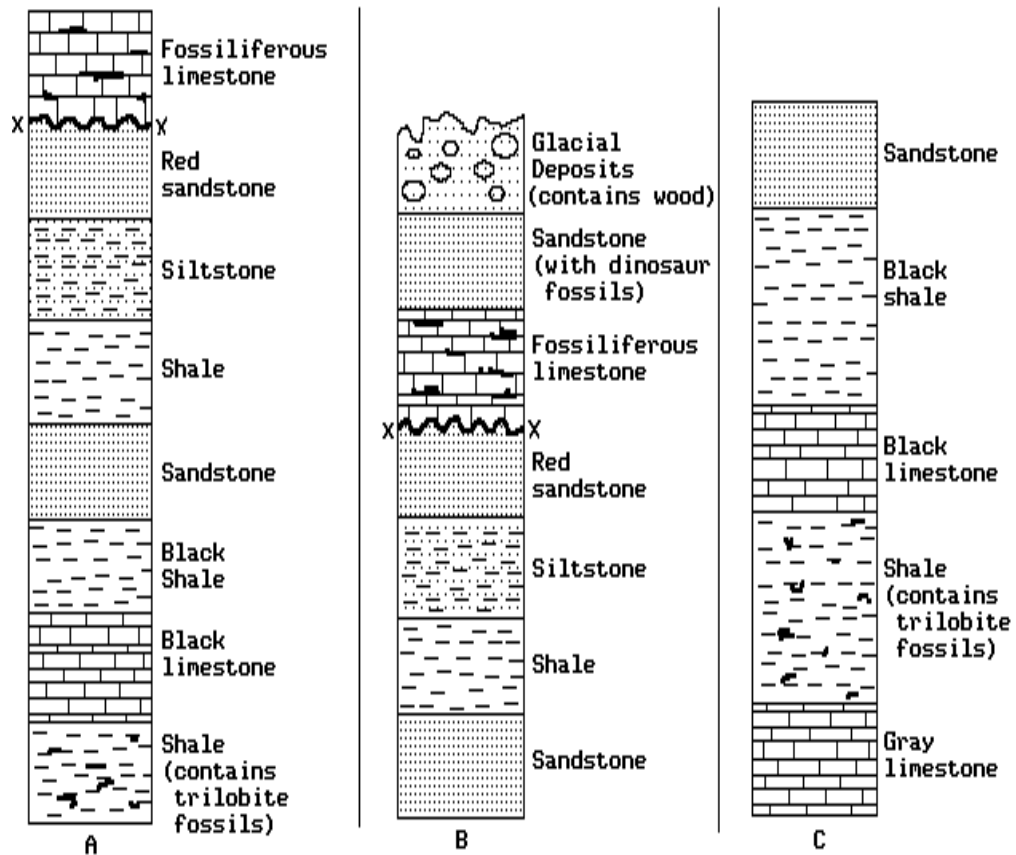 Fossiliferous
limestone
X X
Red
sandstone
Siltstone
Shale
Sandstone
Black
Shale
Black
limestone
Shale
(contains
trilobite
fossils)
A
Glacial
Deposits
(contains wood)
Sandstone
(with dinosaur
fossils)
Fossiliferous
limestone
X X
Red
sandstone
Siltstone
Shale
Sandstone
B
Sandstone
Black
shale
Black
limestone
Shale
(contains
trilobite
fossils)
Gray
limestone
C